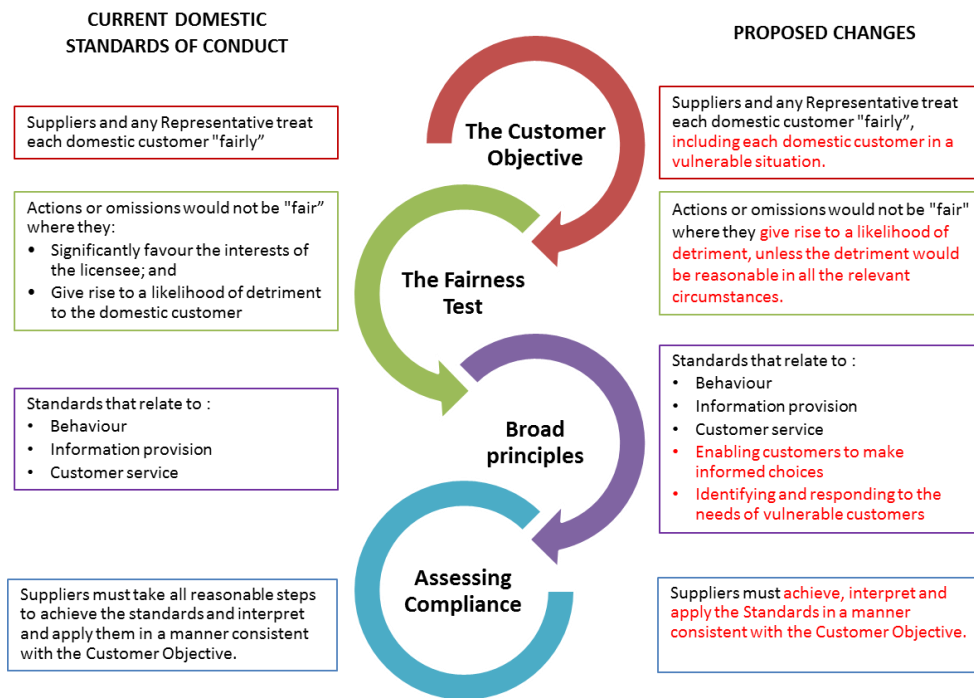 CURRENT DOMESTIC
STANDARDS OF CONDUCT
Suppliers and any Representative treat
each domestic customer "fairly”
Actions or omissions would not be "fair”
where they:
• Significantly favour the interests of
the licensee; and
• Give rise to a likelihood of detriment
to the domestic customer
Standards that relate to :
• Behaviour
• Information provision
• Customer service
Suppliers must take all reasonable steps
to achieve the standards and interpret
and apply them in a manner consistent
with the Customer Objective.
The Customer
Objective
The Fairness
Test
Broad
principles
Assessing
Compliance
PROPOSED CHANGES
Suppliers and any Representative treat
each domestic customer "fairly”,
including each domestic customer in a
vulnerable situation.
Actions or omissions would not be "fair"
where they give rise to a likelihood of
detriment, unless the detriment would
be reasonable in all the relevant
circumstances.
Standards that relate to :
• Behaviour
• Information provision
• Customer service
• Enabling customers to make
informed choices
• Identifying and responding to the
needs of vulnerable customers
Suppliers must achieve, interpret and
apply the Standards in a manner
consistent with the Customer Objective.